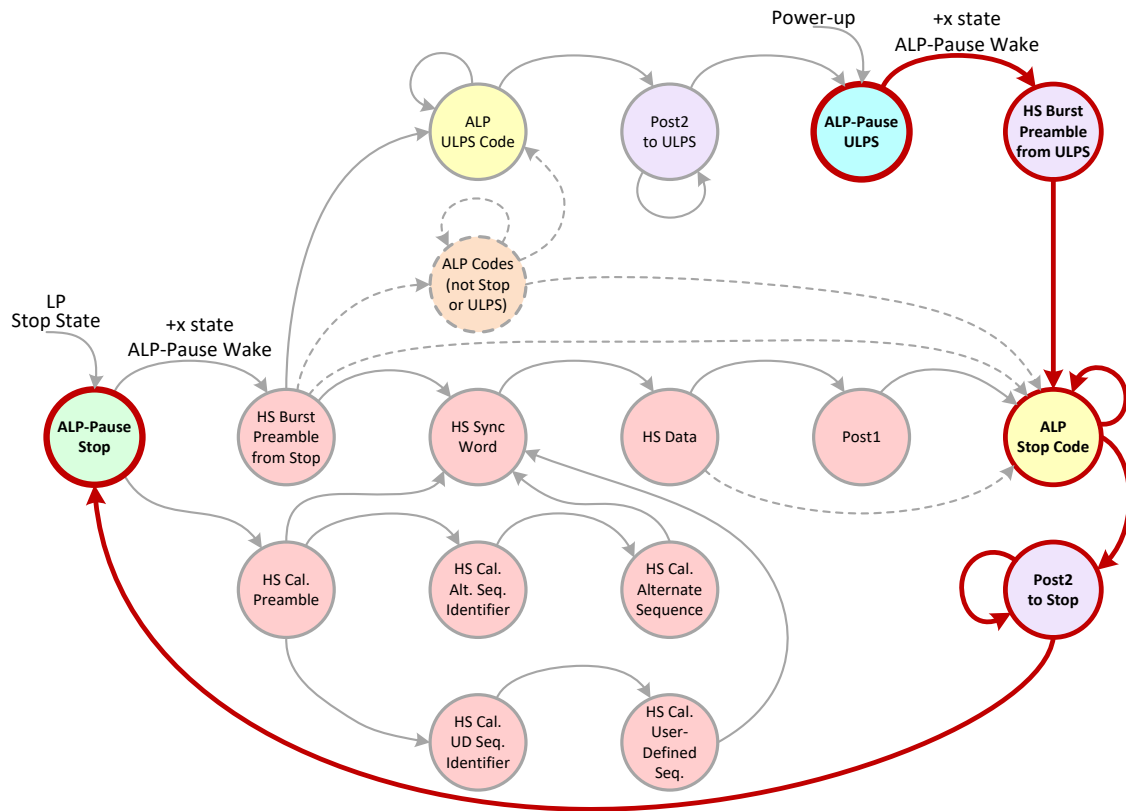 Power-up
+x state
ALP-Pause Wake
ALP
ULPS Code
Post2
to ULPS
ALP-Pause
ULPS
HS Burst
Preamble
from ULPS
ALP Codes
(not Stop
or ULPS)
LP
Stop State
+x state
ALP-Pause Wake
ALP-Pause
Stop
HS Burst
Preamble
from Stop
HS Sync
Word
HS Data
Post1
ALP
Stop Code
HS Cal.
Preamble
HS Cal.
Alt. Seq.
Identifier
HS Cal.
Alternate
Sequence
Post2
to Stop
HS Cal.
UD Seq.
Identifier
HS Cal.
User-
Defined
Seq.